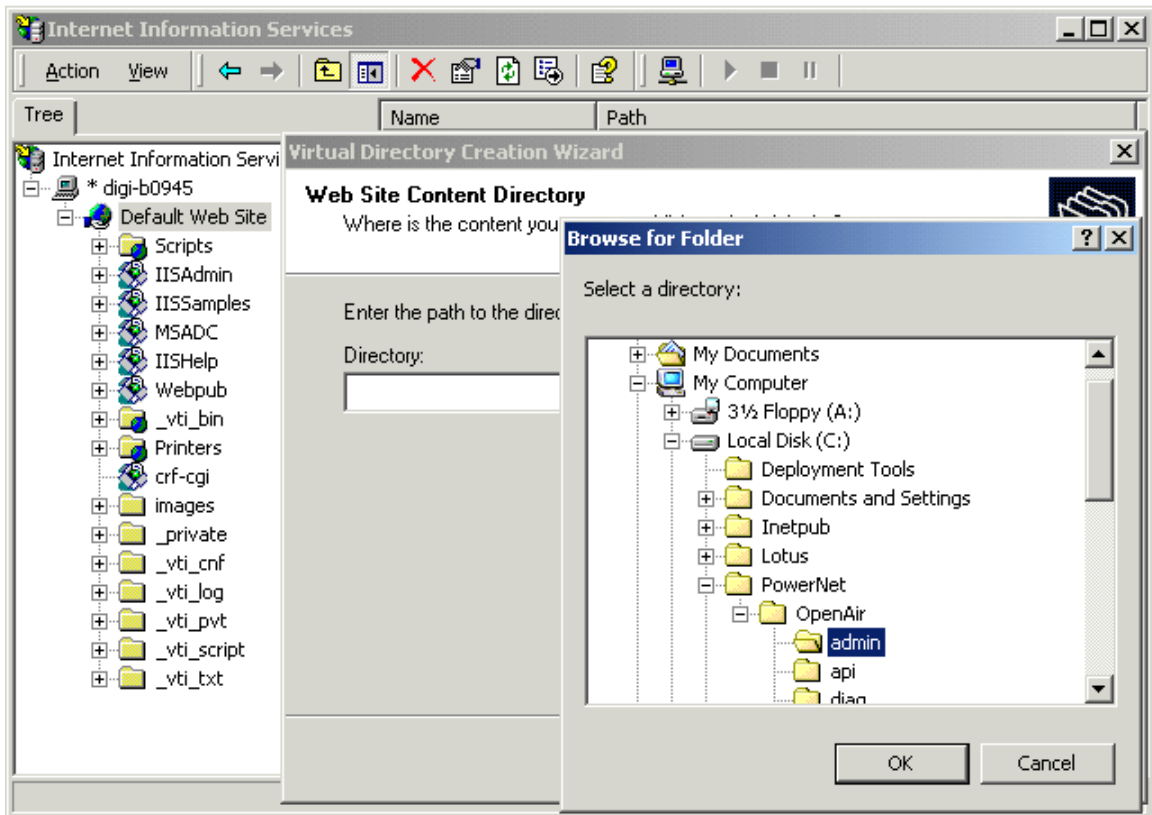 Internet Information Services
Action View
Tree
Name Path
Internet Information Servi
* digi-b0945
Default Web Site
Scripts
IISAdmin
IISSamples
MSADC
IISHelp
Webpub
_vti_bin
Printers
crf-cgi
images
_private
_vti_cnf
_vti_log
_vti_pvt
_vti_script
_vti_txt
Virtual Directory Creation Wizard
Web Site Content Directory
Where is the content you
Enter the path to the direc
Directory:
Browse for Folder
Select a directory:
My Documents
My Computer
3½ Floppy (A:)
Local Disk (C:)
Deployment Tools
Documents and Settings
Inetpub
Lotus
PowerNet
OpenAir
admin
api
diag
OK Cancel